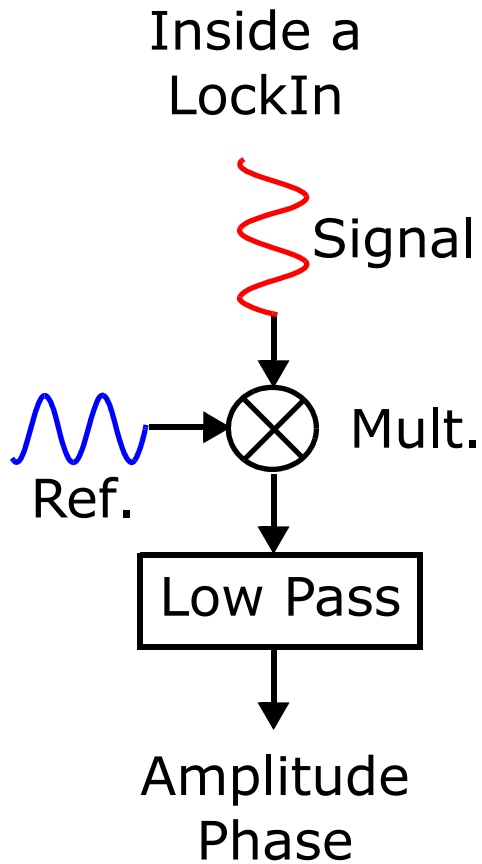 Inside a
LockIn
Signal
Mult.
Ref.
Low Pass
Amplitude
Phase